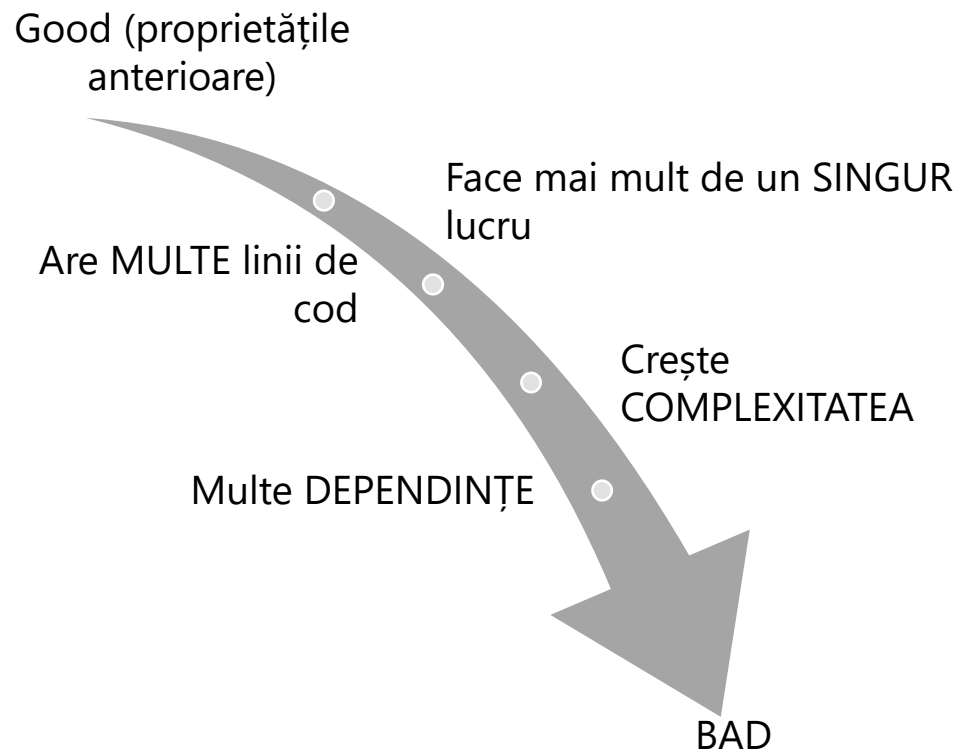 Good (proprietățile
anterioare)
Face mai mult de un SINGUR
lucru
Are MULTE linii de
cod
Crește
COMPLEXITATEA
Multe DEPENDINȚE
BAD